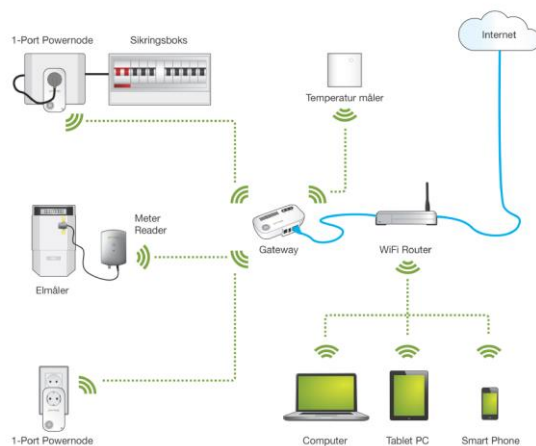 1-Port Powernode
Sikringsboks
Internet
Temperatur måler
Meter
Reader
Elmåler
Gateway
WiFi Router
1-Port Powernode
Computer
Tablet PC
Smart Phone